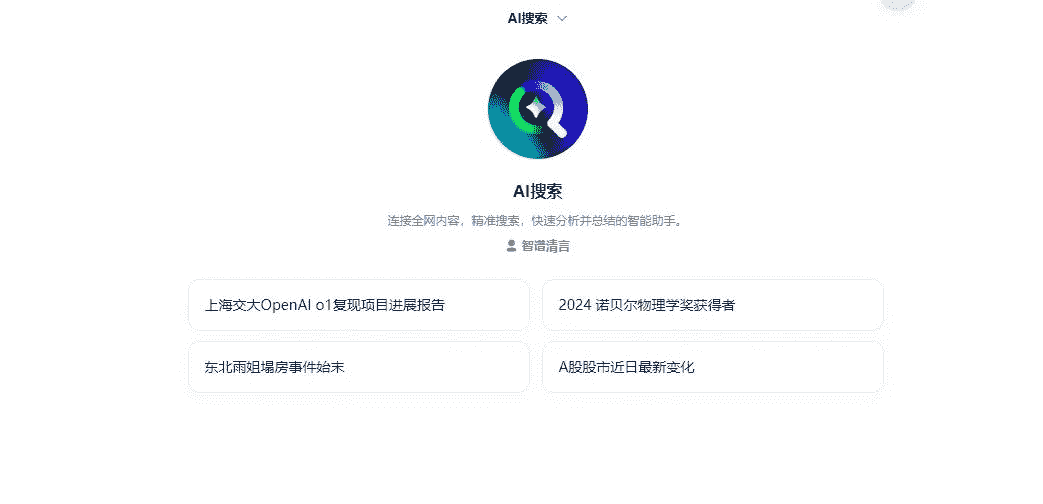 AI搜索
AI搜索
连接全网内容，精准搜索，快速分析并总结的智能助手。
智谱清言
上海交大OpenAI o1复现项目进展报告
2024 诺贝尔物理学奖获得者
东北雨姐塌房事件始末
A股股市近日最新变化